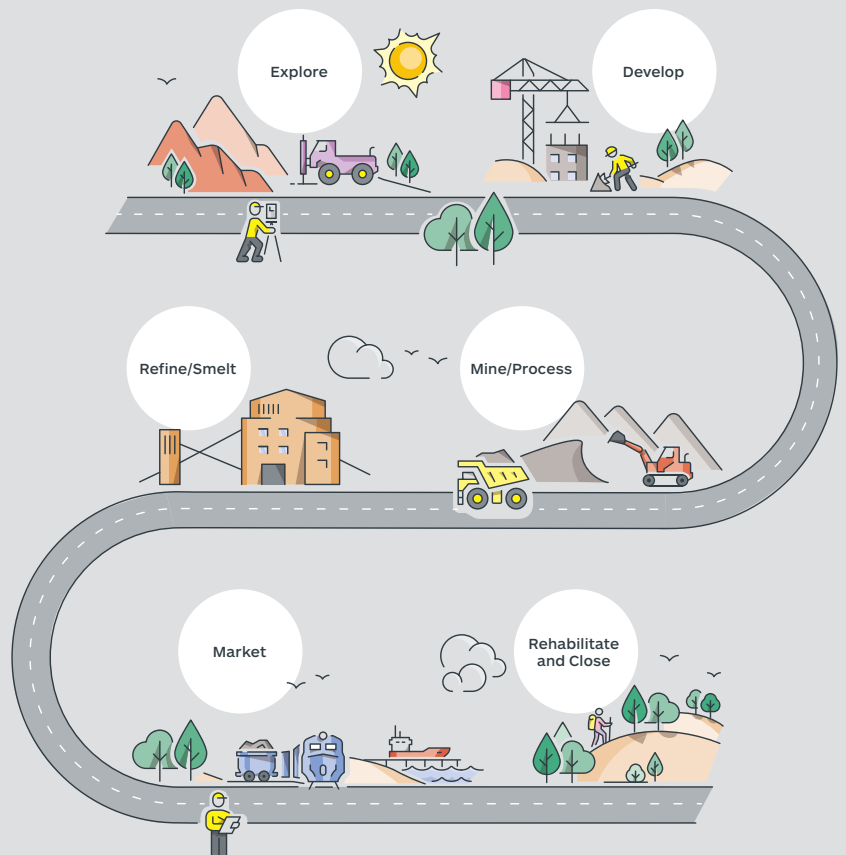 Explore
Develop
Refine/Smelt
Mine/Process
Market
Rehabilitate
and Close